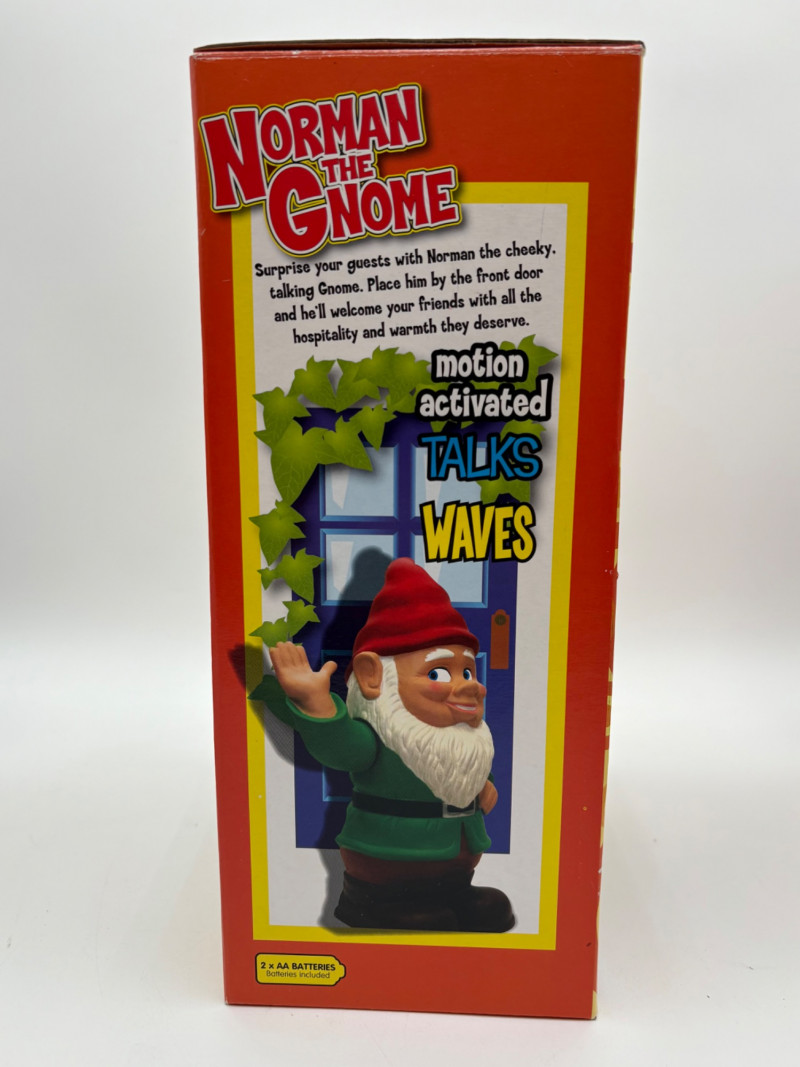 NORMAN
THE
GNOME
Surprise your guests with Norman the cheeky.
talking Gnome. Place him by the front door
and he'll welcome your friends with all the
hospitality and warmth they deserve.
motion
activated
TALKS
WAVES
2 x AA BATTERIES
Batteries included